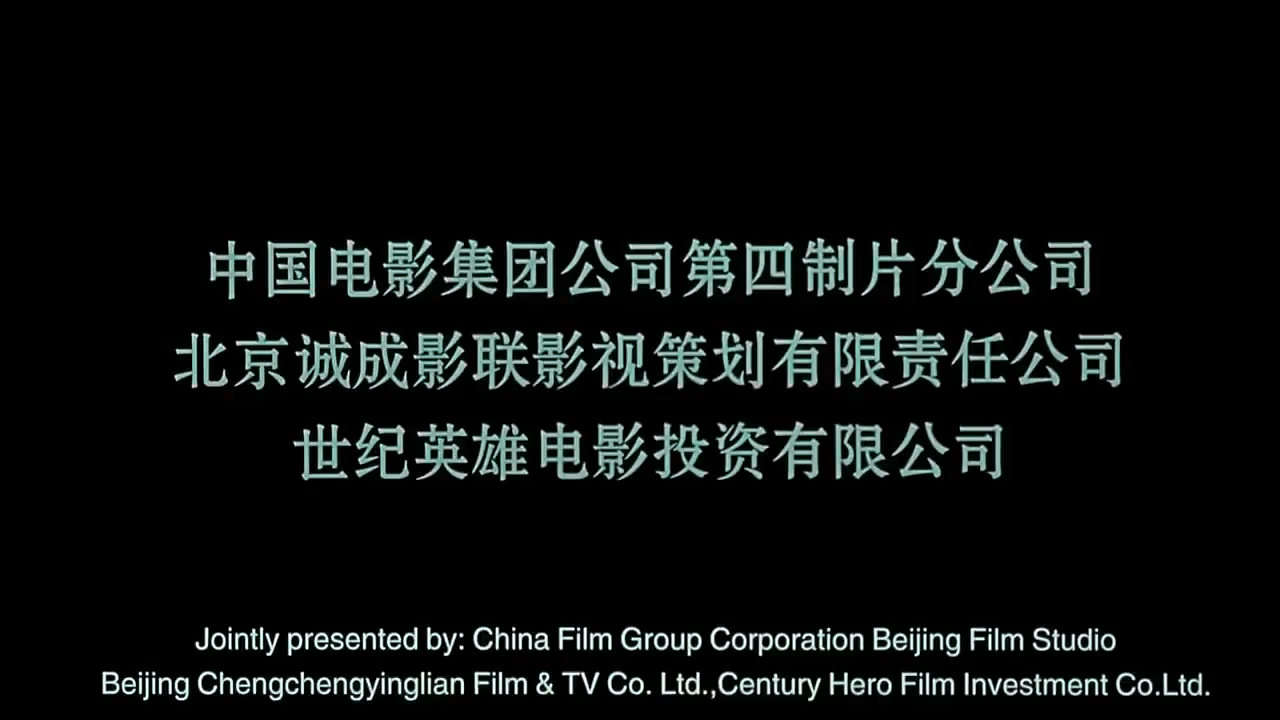 中国电影集团公司第四制片分公司
北京诚成影联影视策划有限责任公司
世纪英雄电影投资有限公司
Jointly presented by: China Film Group Corporation Beijing Film Studio
Beijing Chengchengyinglian Film & TV Co. Ltd.,Century Hero Film Investment Co.Ltd.